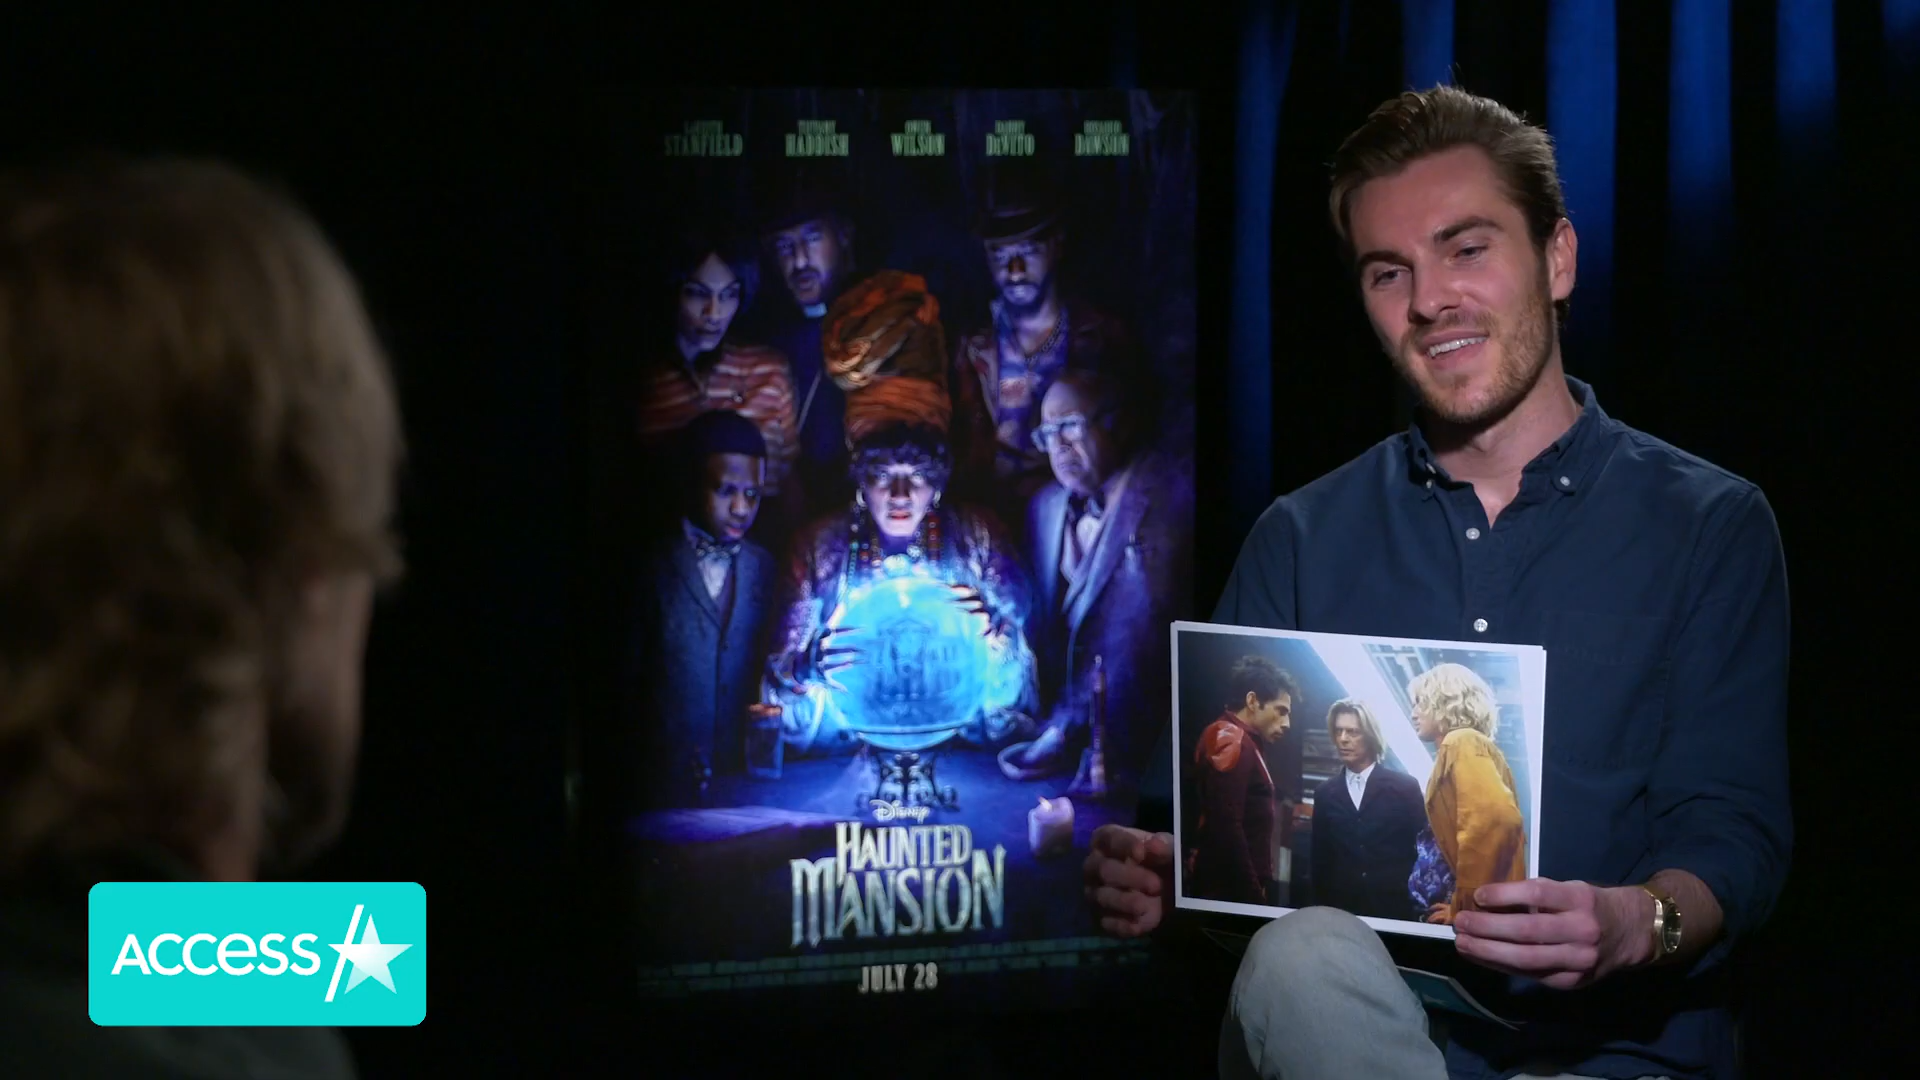 STANFIELD HADDISH WILSON DEVITO DAWSON
DISNEY
HAUNTED
MANSION
JULY 28
ACCESS